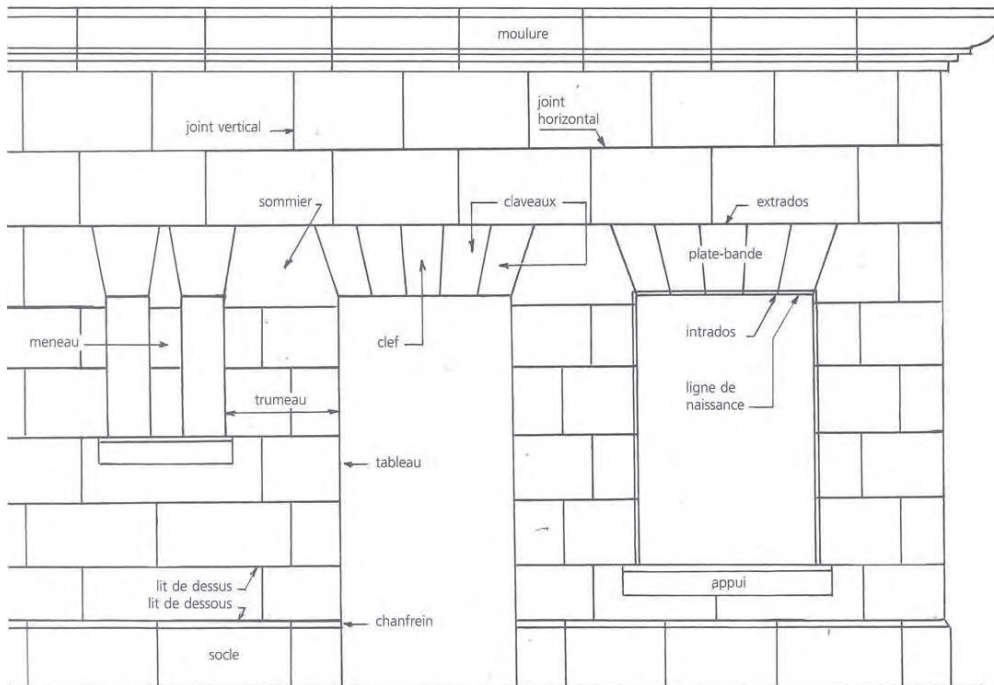 moulure
joint vertical
joint
horizontal
sommier
claveaux
extrados
plate-bande
meneau
clef
intrados
trumeau
ligne de
naissance
tableau
lit de dessus
lit de dessous
appui
chanfrein
socle